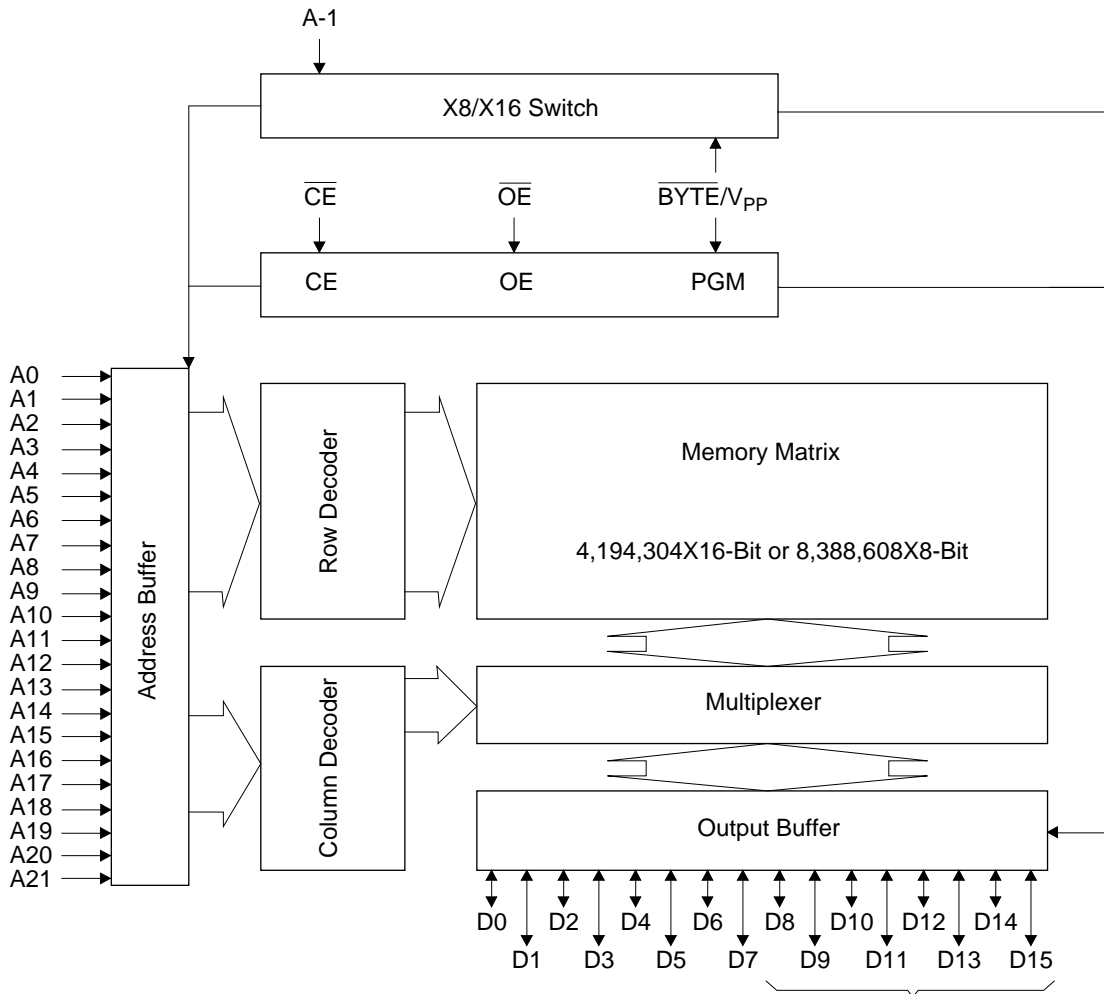 A-1
X8/X16 Switch
C̅E̅ O̅E̅ B̅Y̅T̅E̅/VPP
CE OE PGM
A0
A1
A2
A3
A4
A5
A6
A7
A8
A9
A10
A11
A12
A13
A14
A15
A16
A17
A18
A19
A20
A21
Address Buffer
Row Decoder
Memory Matrix
4,194,304X16-Bit or 8,388,608X8-Bit
Column Decoder
Multiplexer
Output Buffer
D0 D2 D4 D6 D8 D10 D12 D14
D1 D3 D5 D7 D9 D11 D13 D15